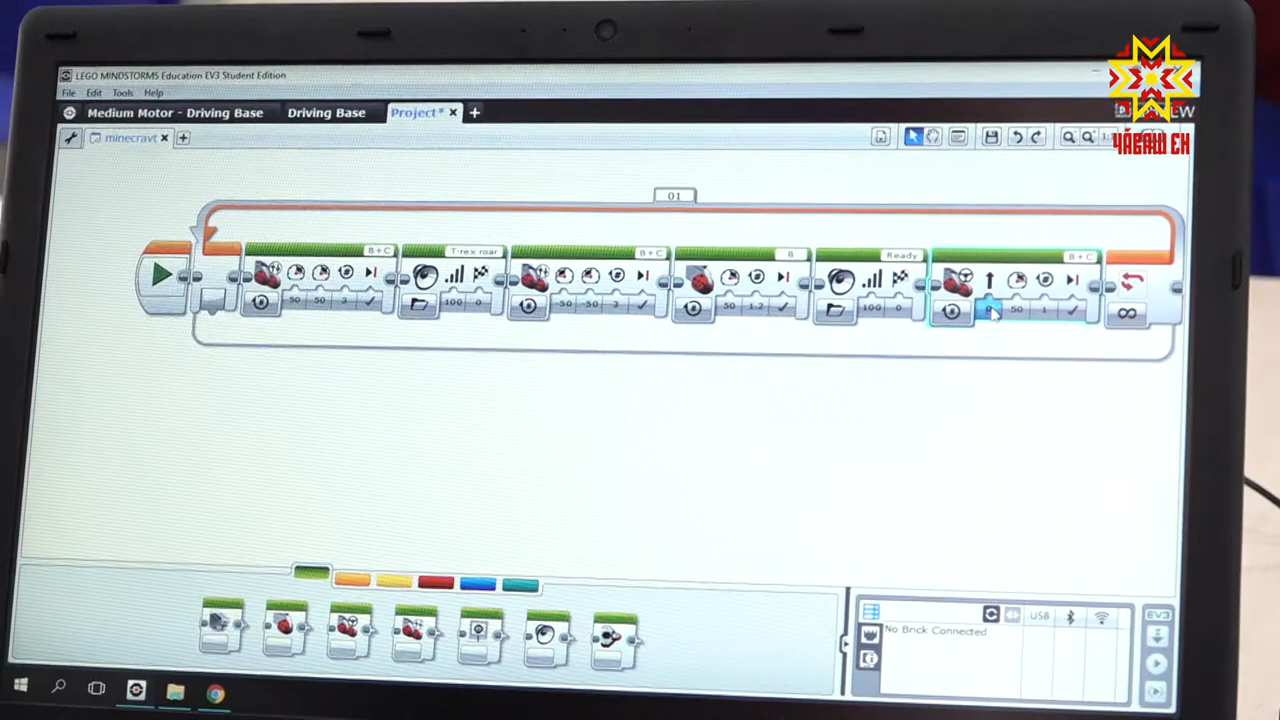 LEGO MINDSTORMS Education EV3 Student Edition
File Edit Tools Help
Medium Motor - Driving Base Driving Base Project* +
minecravt
ЧӐВАШ ЕН
01
B+C T-rex roar B+C B Ready B+C
50 50 3 100 0 -50 -50 3 50 1.2 100 0 50 1
USB EV3
No Brick Connected